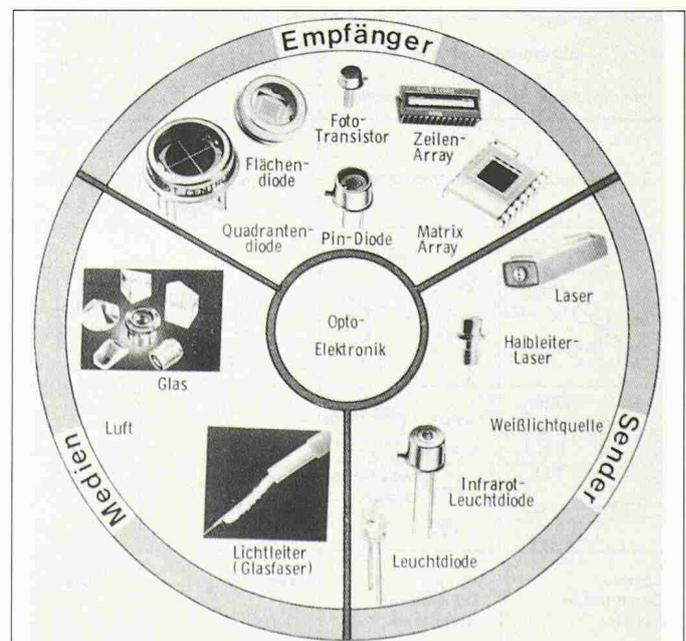 Empfänger
Foto-
Transistor
Zeilen-
Array
Flächen-
diode
Quadranten-
diode
Pin-Diode
Matrix
Array
Opto-
Elektronik
Laser
Halbleiter-
Laser
Weißlichtquelle
Infrarot-
Leuchtdiode
Leuchtdiode
Sender
Glas
Luft
Lichtleiter
(Glasfaser)
Medien